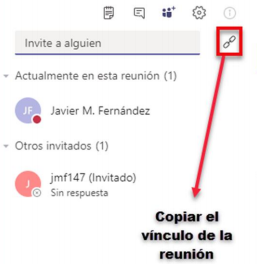 Invite a alguien
Actualmente en esta reunión (1)
JF
Javier M. Fernández
Otros invitados (1)
J
jmf147 (Invitado)
Sin respuesta
Copiar el
vínculo de la
reunión